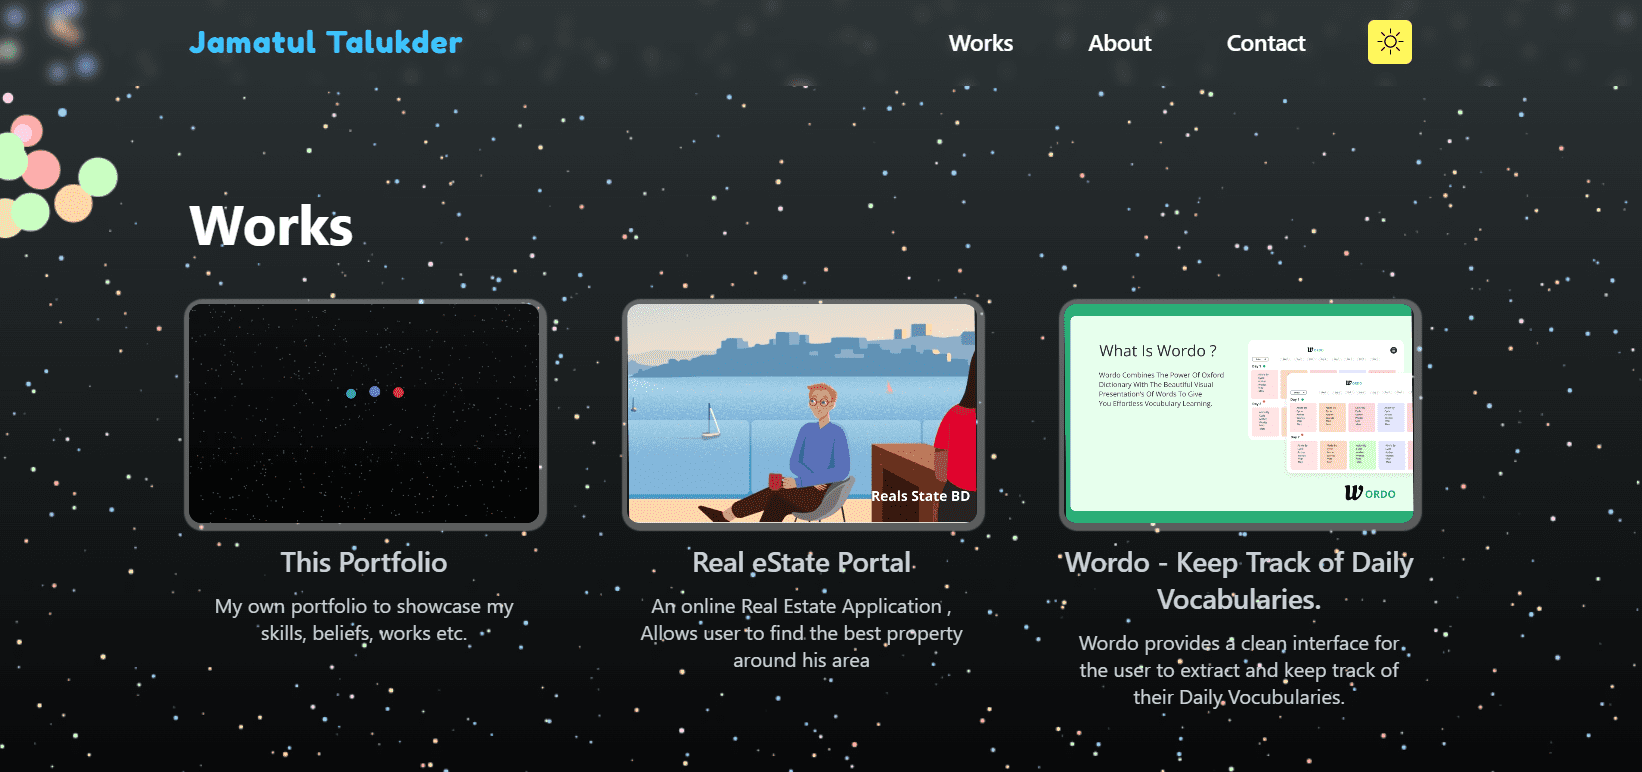 Jamatul Talukder
Works
About
Contact
Works
Reals State BD
What Is Wordo ?
Wordo Combines The Power Of Oxford
Dictionary With The Beautiful Visual
Presentation's Of Words To Give
You Effortless Vocabulary Learning.
WORDO
This Portfolio
My own portfolio to showcase my
skills, beliefs, works etc.
Real eState Portal
An online Real Estate Application ,
Allows user to find the best property
around his area
Wordo - Keep Track of Daily
Vocabularies.
Wordo provides a clean interface for
the user to extract and keep track of
their Daily Vocubularies.